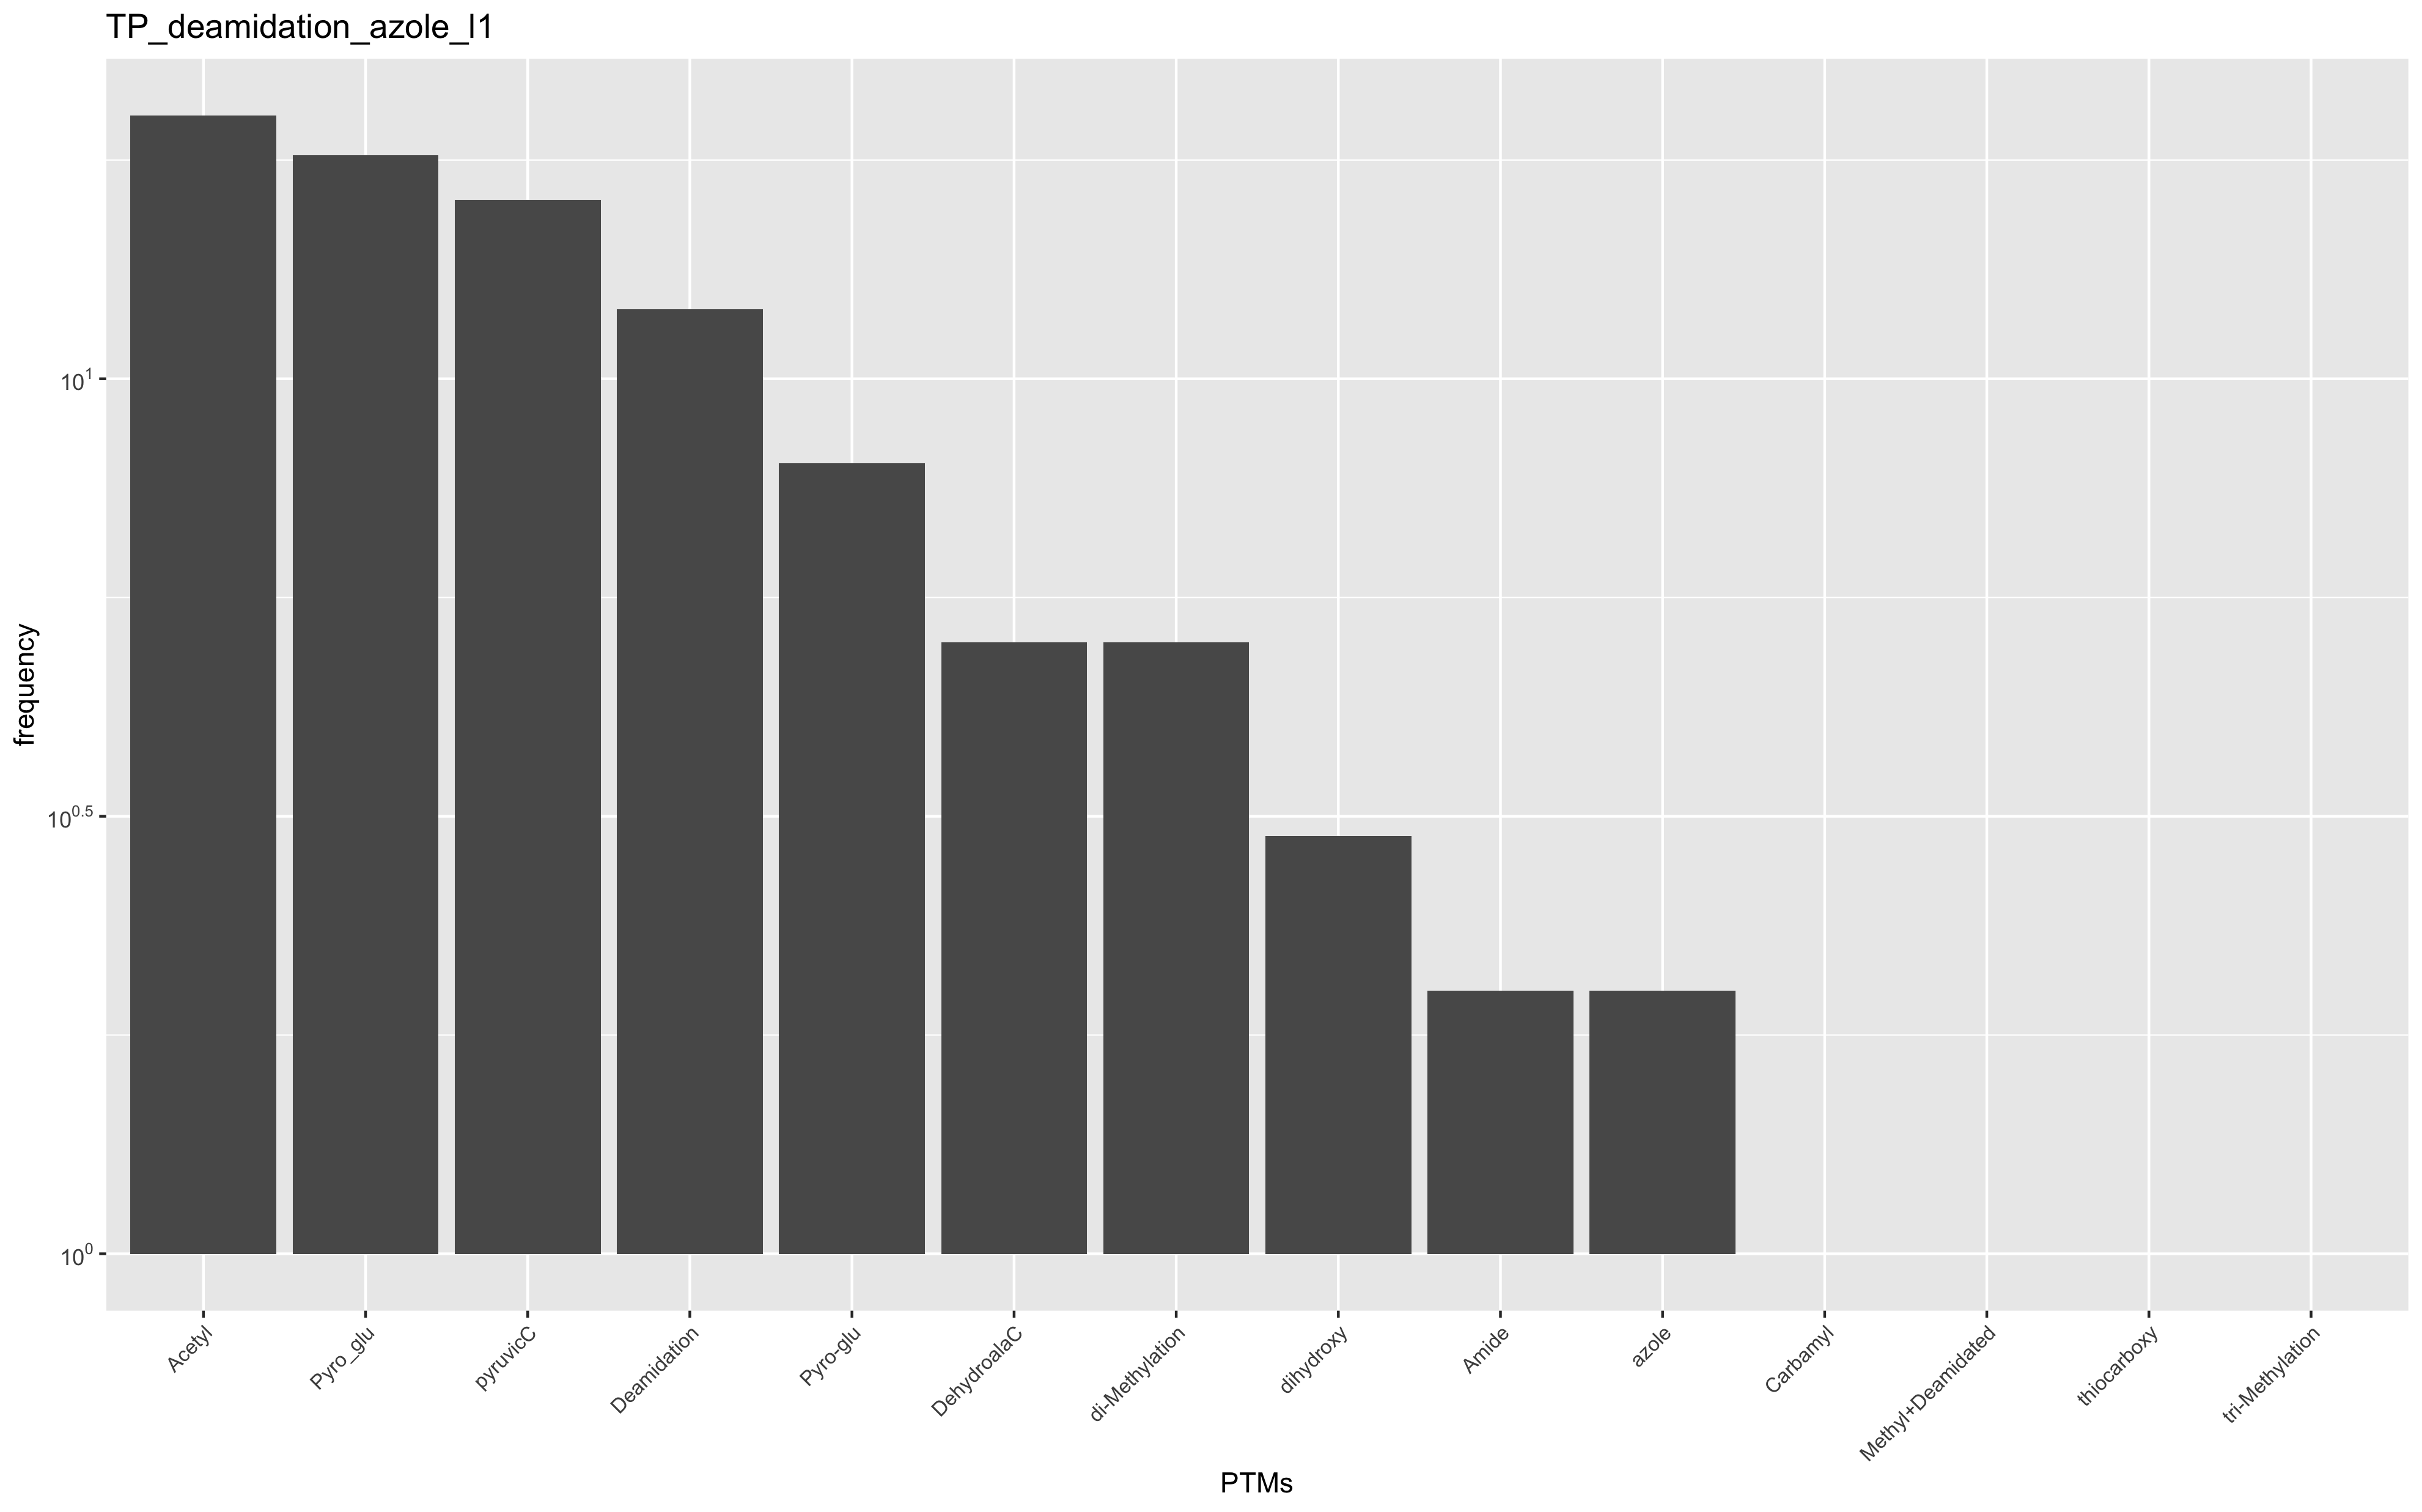 TP_deamidation_azole_l1
frequency
10^1
10^0.5
10^0
Acetyl
Pyro_glu
pyruvicC
Deamidation
Pyro-glu
DehydroalaC
di-Methylation
dihydroxy
Amide
azole
Carbamyl
Methyl+Deamidated
thiocarboxy
tri-Methylation
PTMs